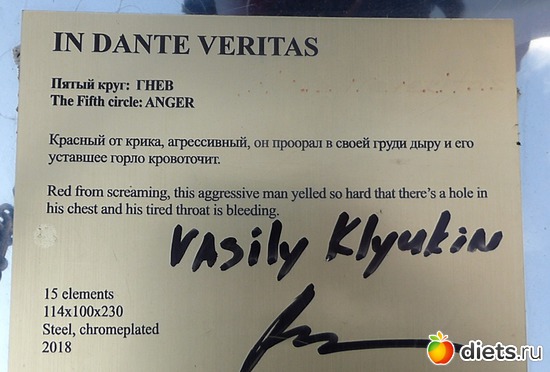 IN DANTE VERITAS
Пятый круг: ГНЕВ
The Fifth circle: ANGER
Красный от крика, агрессивный, он проорал в своей груди дыру и его
уставшее горло кровоточит.
Red from screaming, this aggressive man yelled so hard that there's a hole in
his chest and his tired throat is bleeding.
Vasily Klyukin
15 elements
114x100x230
Steel, chromeplated
2018
diets.ru